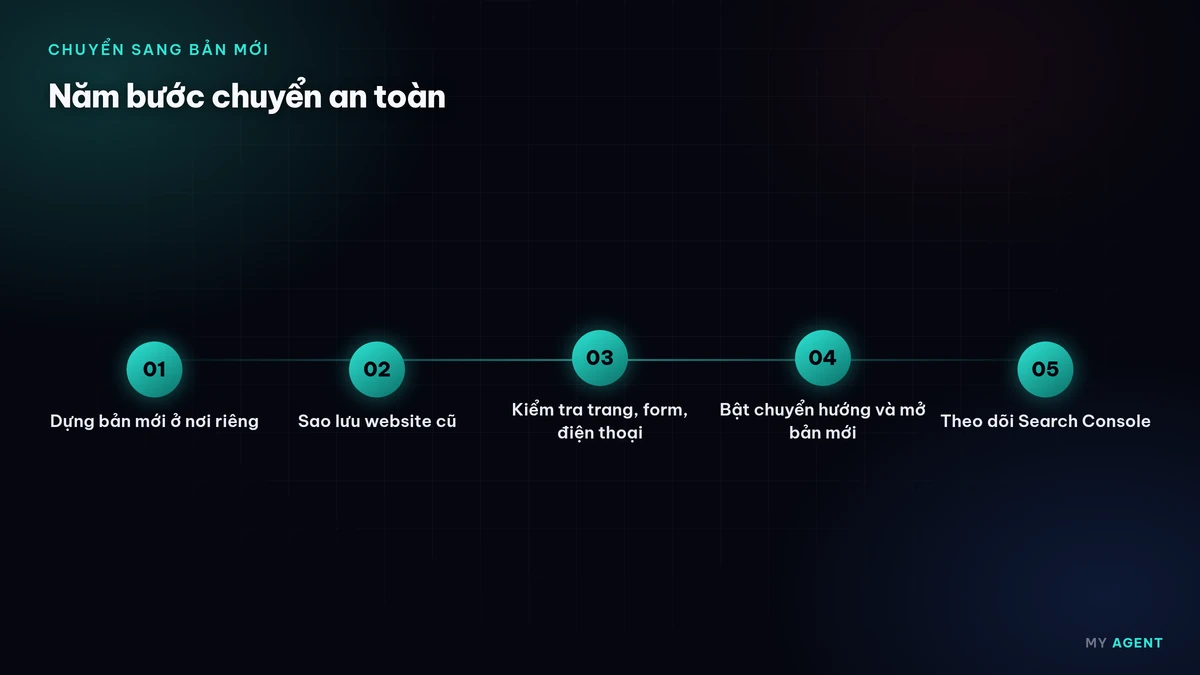 CHUYỂN SANG BẢN MỚI
Năm bước chuyển an toàn
01
Dựng bản mới ở nơi riêng
02
Sao lưu website cũ
03
Kiểm tra trang, form,
điện thoại
04
Bật chuyển hướng và mở
bản mới
05
Theo dõi Search Console
MY AGENT